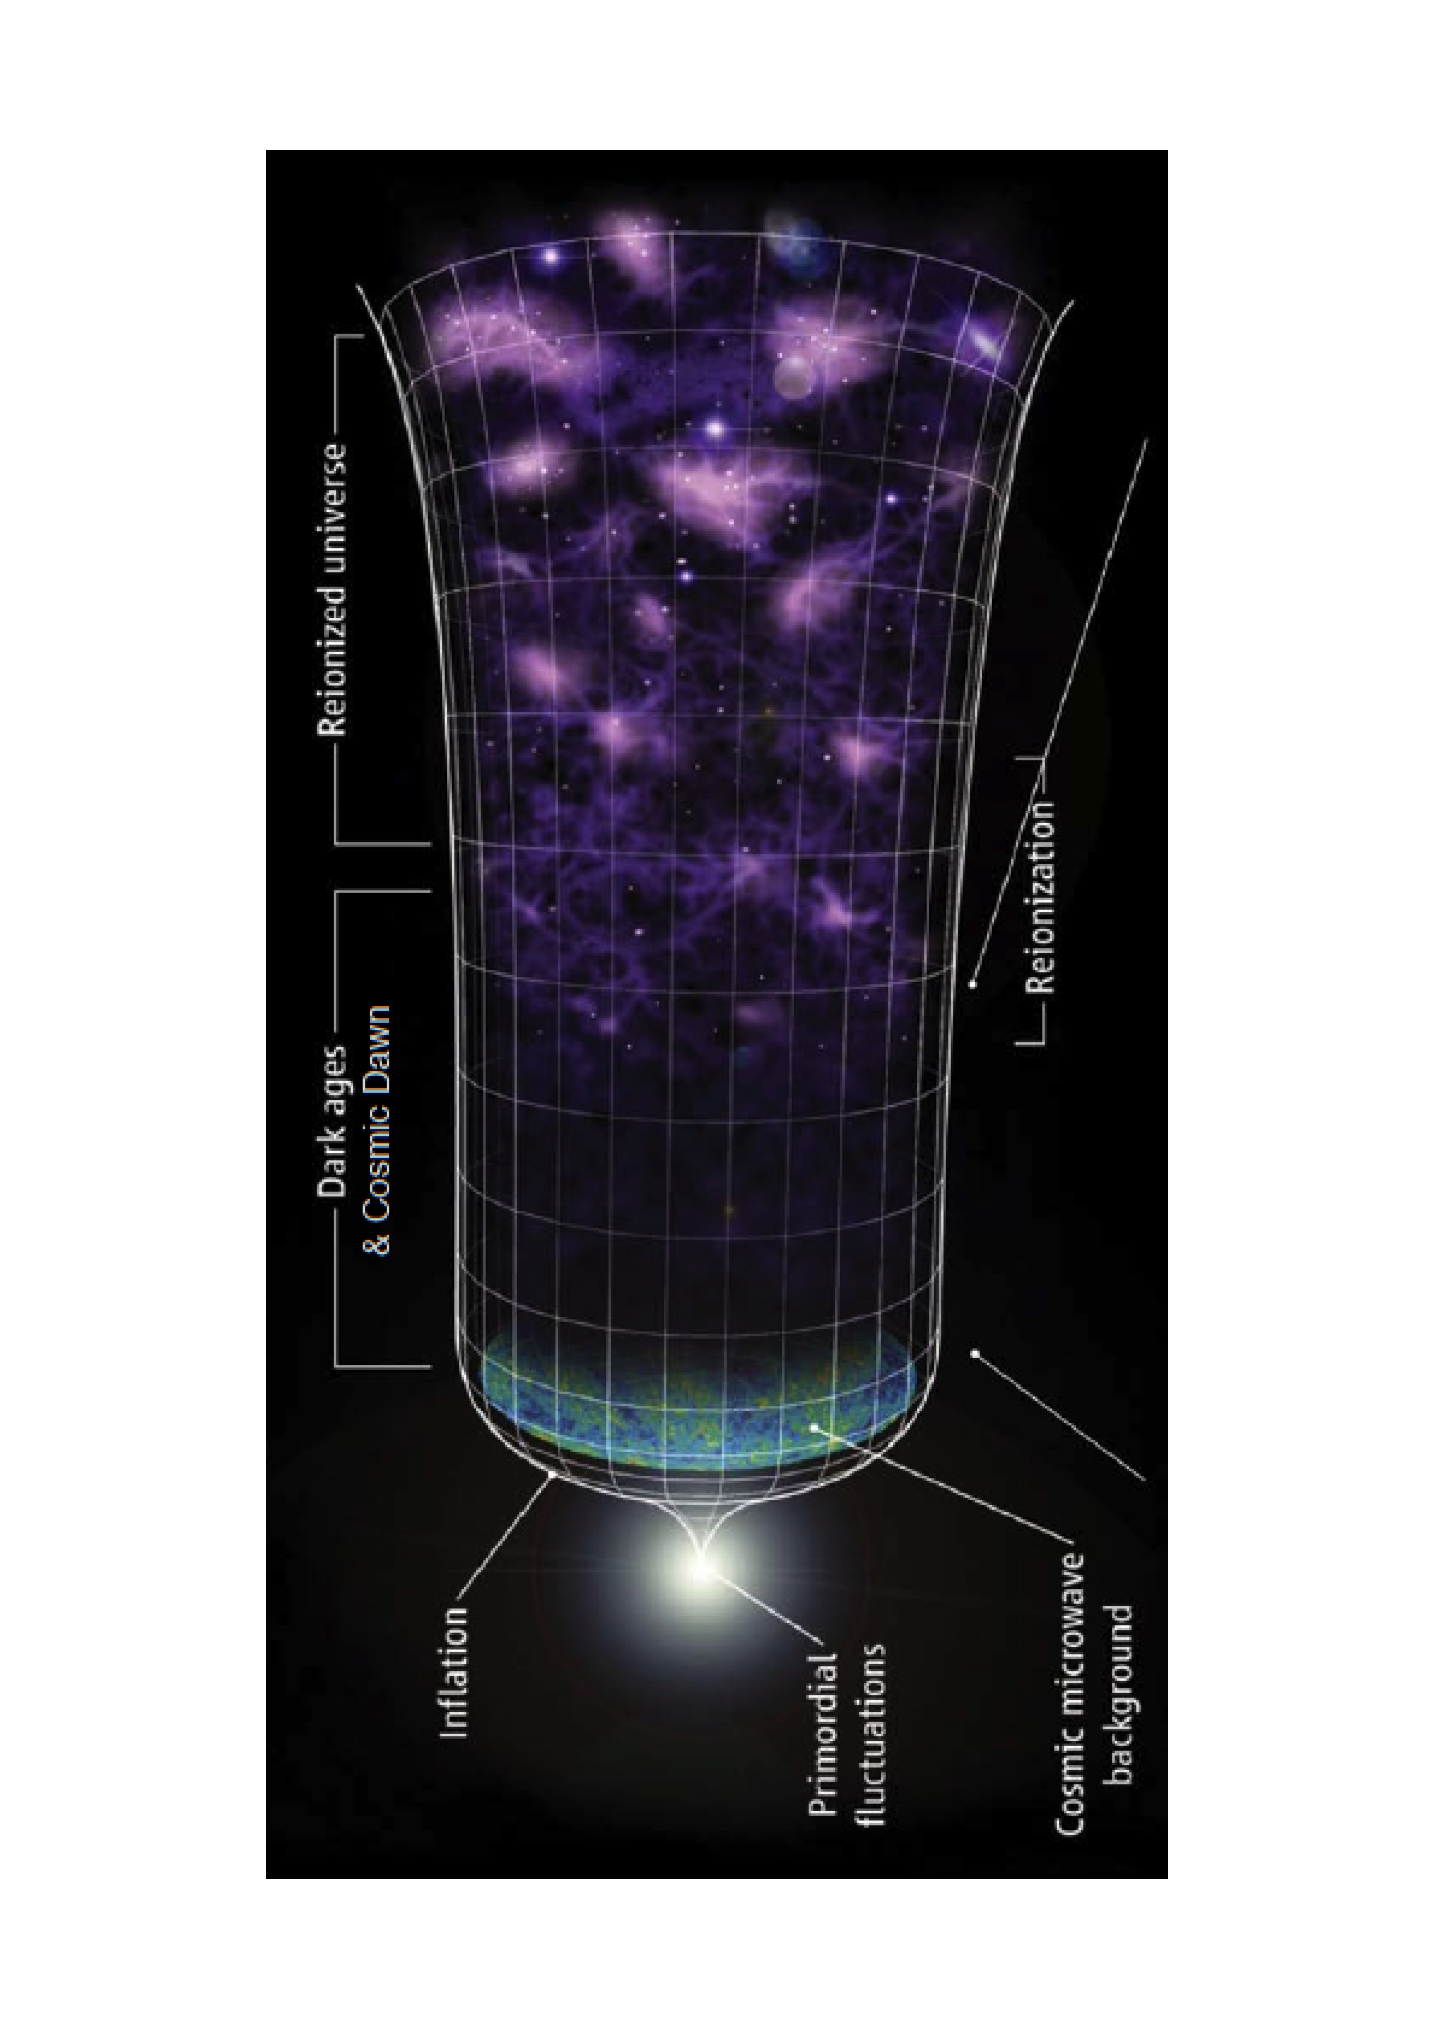 Reionized universe
Dark ages
& Cosmic Dawn
Inflation
Primordial
fluctuations
Reionization
Cosmic microwave
background